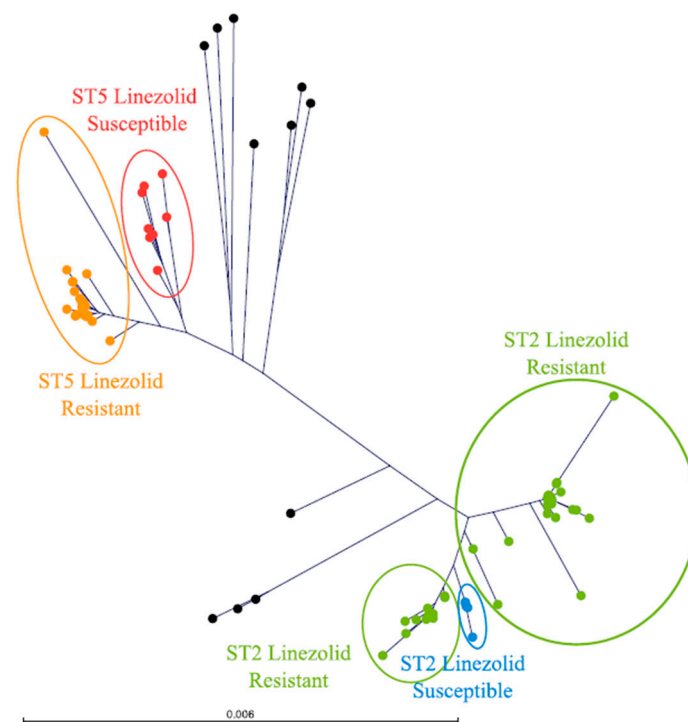 ST5 Linezolid
Susceptible
ST2 Linezolid
Resistant
ST5 Linezolid
Resistant
ST2 Linezolid
Resistant
ST2 Linezolid
Susceptible
0.006